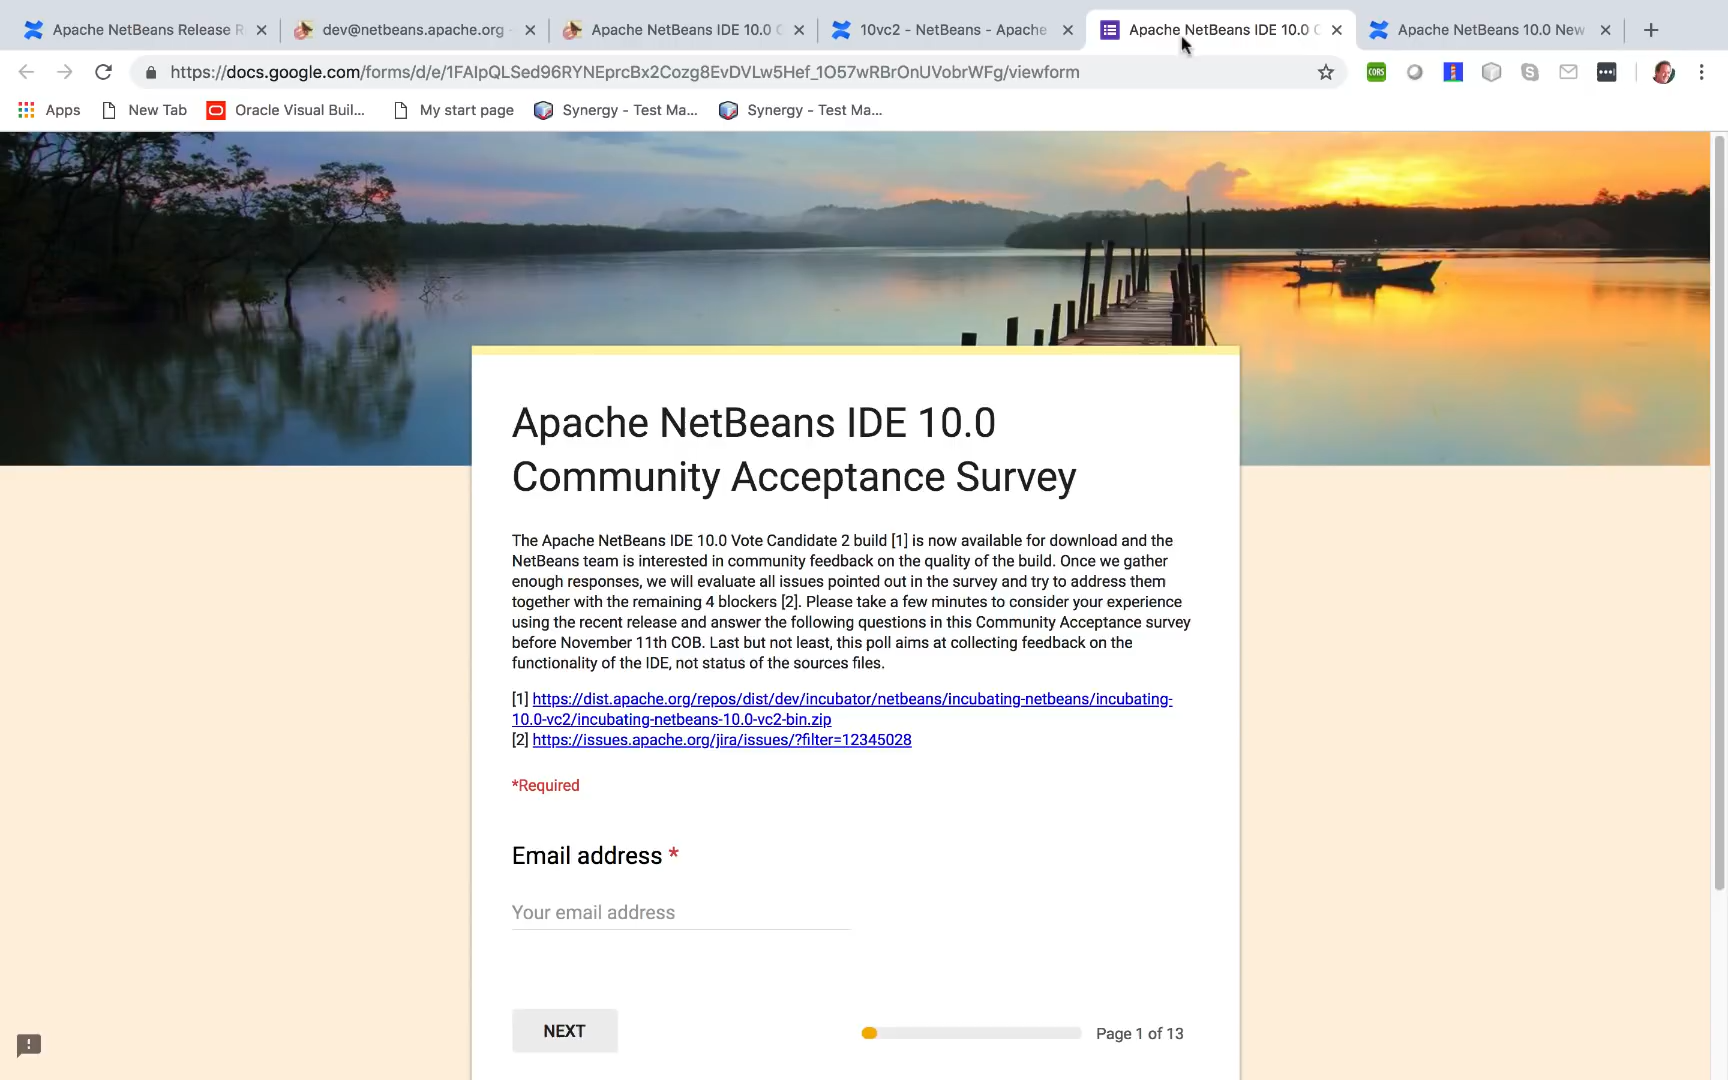 Apache NetBeans Release R
dev@netbeans.apache.org
Apache NetBeans IDE 10.0 C
10vc2 - NetBeans - Apache
Apache NetBeans IDE 10.0 C
Apache NetBeans 10.0 New
https://docs.google.com/forms/d/e/1FAIpQLSed96RYNEprcBx2Cozg8EvDVLw5Hef_1O57wRBrOnUVobrWFg/viewform
CORS
Apps
New Tab
Oracle Visual Buil...
My start page
Synergy - Test Ma...
Synergy - Test Ma...
Apache NetBeans IDE 10.0
Community Acceptance Survey
The Apache NetBeans IDE 10.0 Vote Candidate 2 build [1] is now available for download and the
NetBeans team is interested in community feedback on the quality of the build. Once we gather
enough responses, we will evaluate all issues pointed out in the survey and try to address them
together with the remaining 4 blockers [2]. Please take a few minutes to consider your experience
using the recent release and answer the following questions in this Community Acceptance survey
before November 11th COB. Last but not least, this poll aims at collecting feedback on the
functionality of the IDE, not status of the sources files.
[1] https://dist.apache.org/repos/dist/dev/incubator/netbeans/incubating-netbeans/incubating-
10.0-vc2/incubating-netbeans-10.0-vc2-bin.zip
[2] https://issues.apache.org/jira/issues/?filter=12345028
*Required
Email address *
Your email address
NEXT
Page 1 of 13